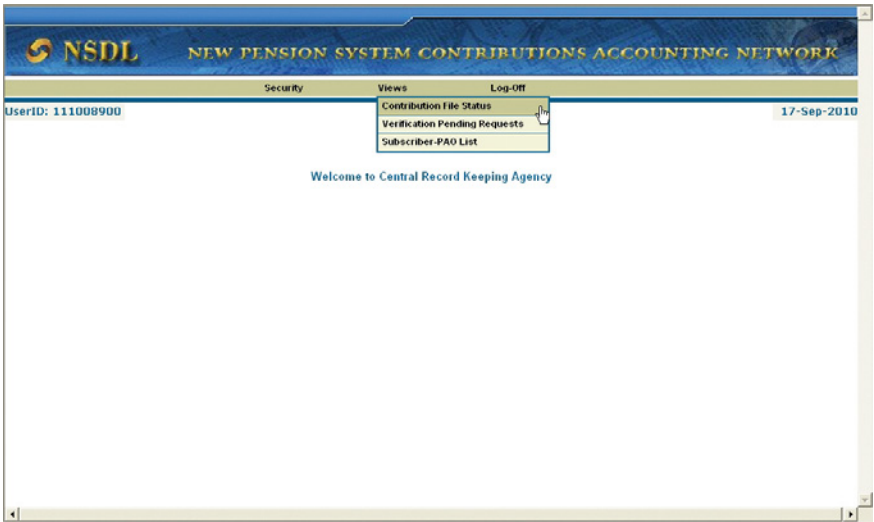 NSDL NEW PENSION SYSTEM CONTRIBUTIONS ACCOUNTING NETWORK
Security Views Log-Off
Contribution File Status
UserID: 111008900 17-Sep-2010
Verification Pending Requests
Subscriber-PAO List
Welcome to Central Record Keeping Agency